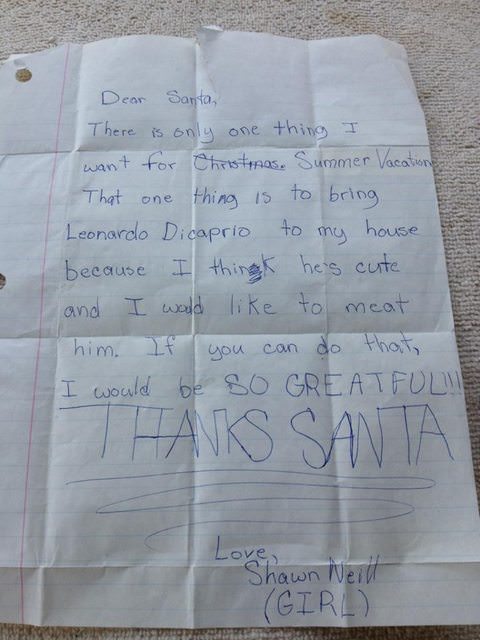 Dear Santa,
There is only one thing I
want for Christmas. Summer Vacation
That one thing is to bring
Leonardo Dicaprio to my house
because I think he's cute
and I would like to meat
him. If you can do that,
I would be SO GREATFUL!!!
THANKS SANTA
Love,
Shawn Neill
(GIRL)